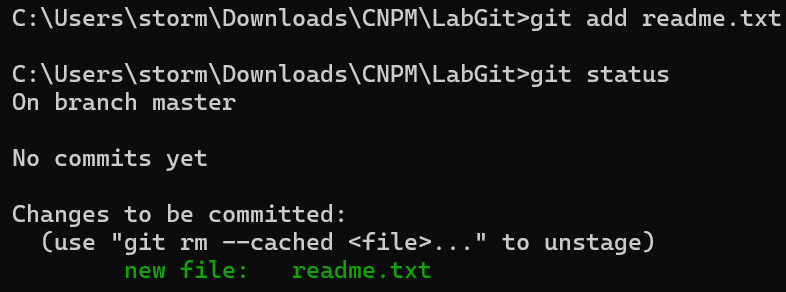 C:\Users\storm\Downloads\CNPM\LabGit>git add readme.txt
C:\Users\storm\Downloads\CNPM\LabGit>git status
On branch master
No commits yet
Changes to be committed:
  (use "git rm --cached <file>..." to unstage)
        new file:   readme.txt